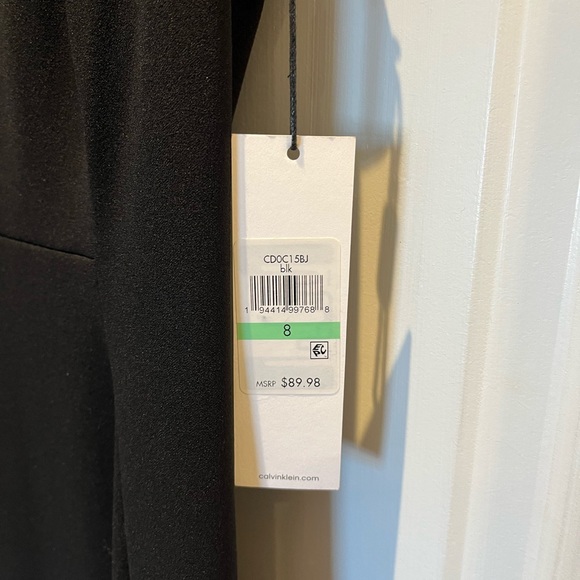 CD0C15BJ
blk
1 94414 99768 8
8
MSRP $89.98
calvinklein.com